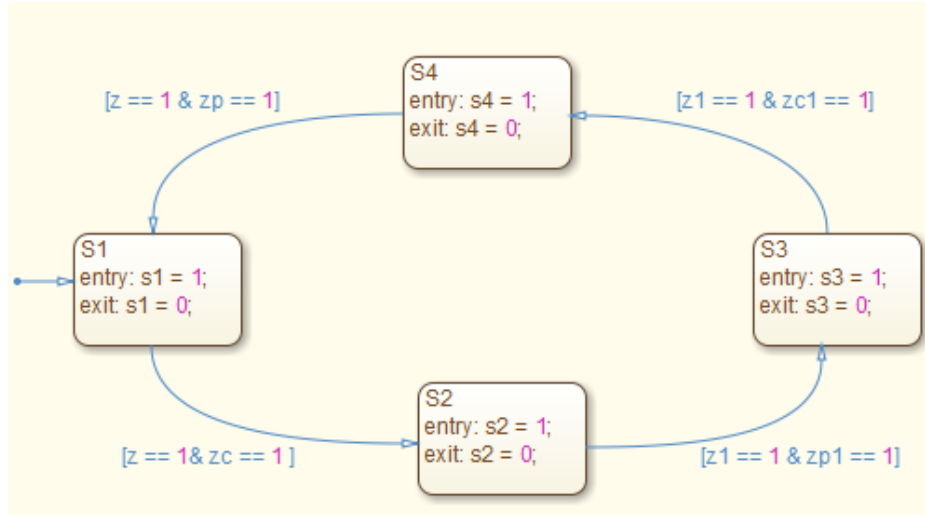 S4
entry: s4 = 1;
exit: s4 = 0;
[z == 1 & zp == 1]
[z1 == 1 & zc1 == 1]
S1
entry: s1 = 1;
exit: s1 = 0;
S3
entry: s3 = 1;
exit: s3 = 0;
S2
entry: s2 = 1;
exit: s2 = 0;
[z == 1& zc == 1 ]
[z1 == 1 & zp1 == 1]